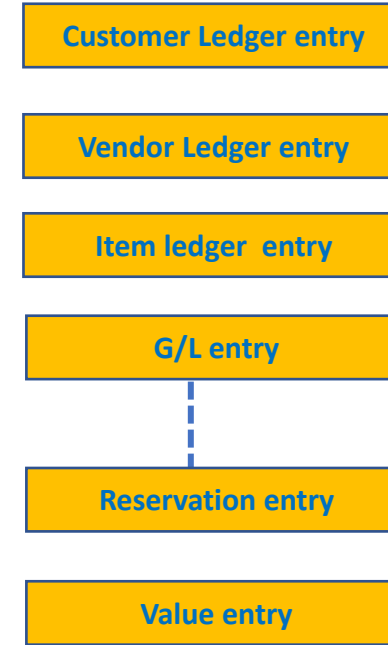 Customer Ledger entry
Vendor Ledger entry
Item ledger  entry
G/L entry
Reservation entry
Value entry